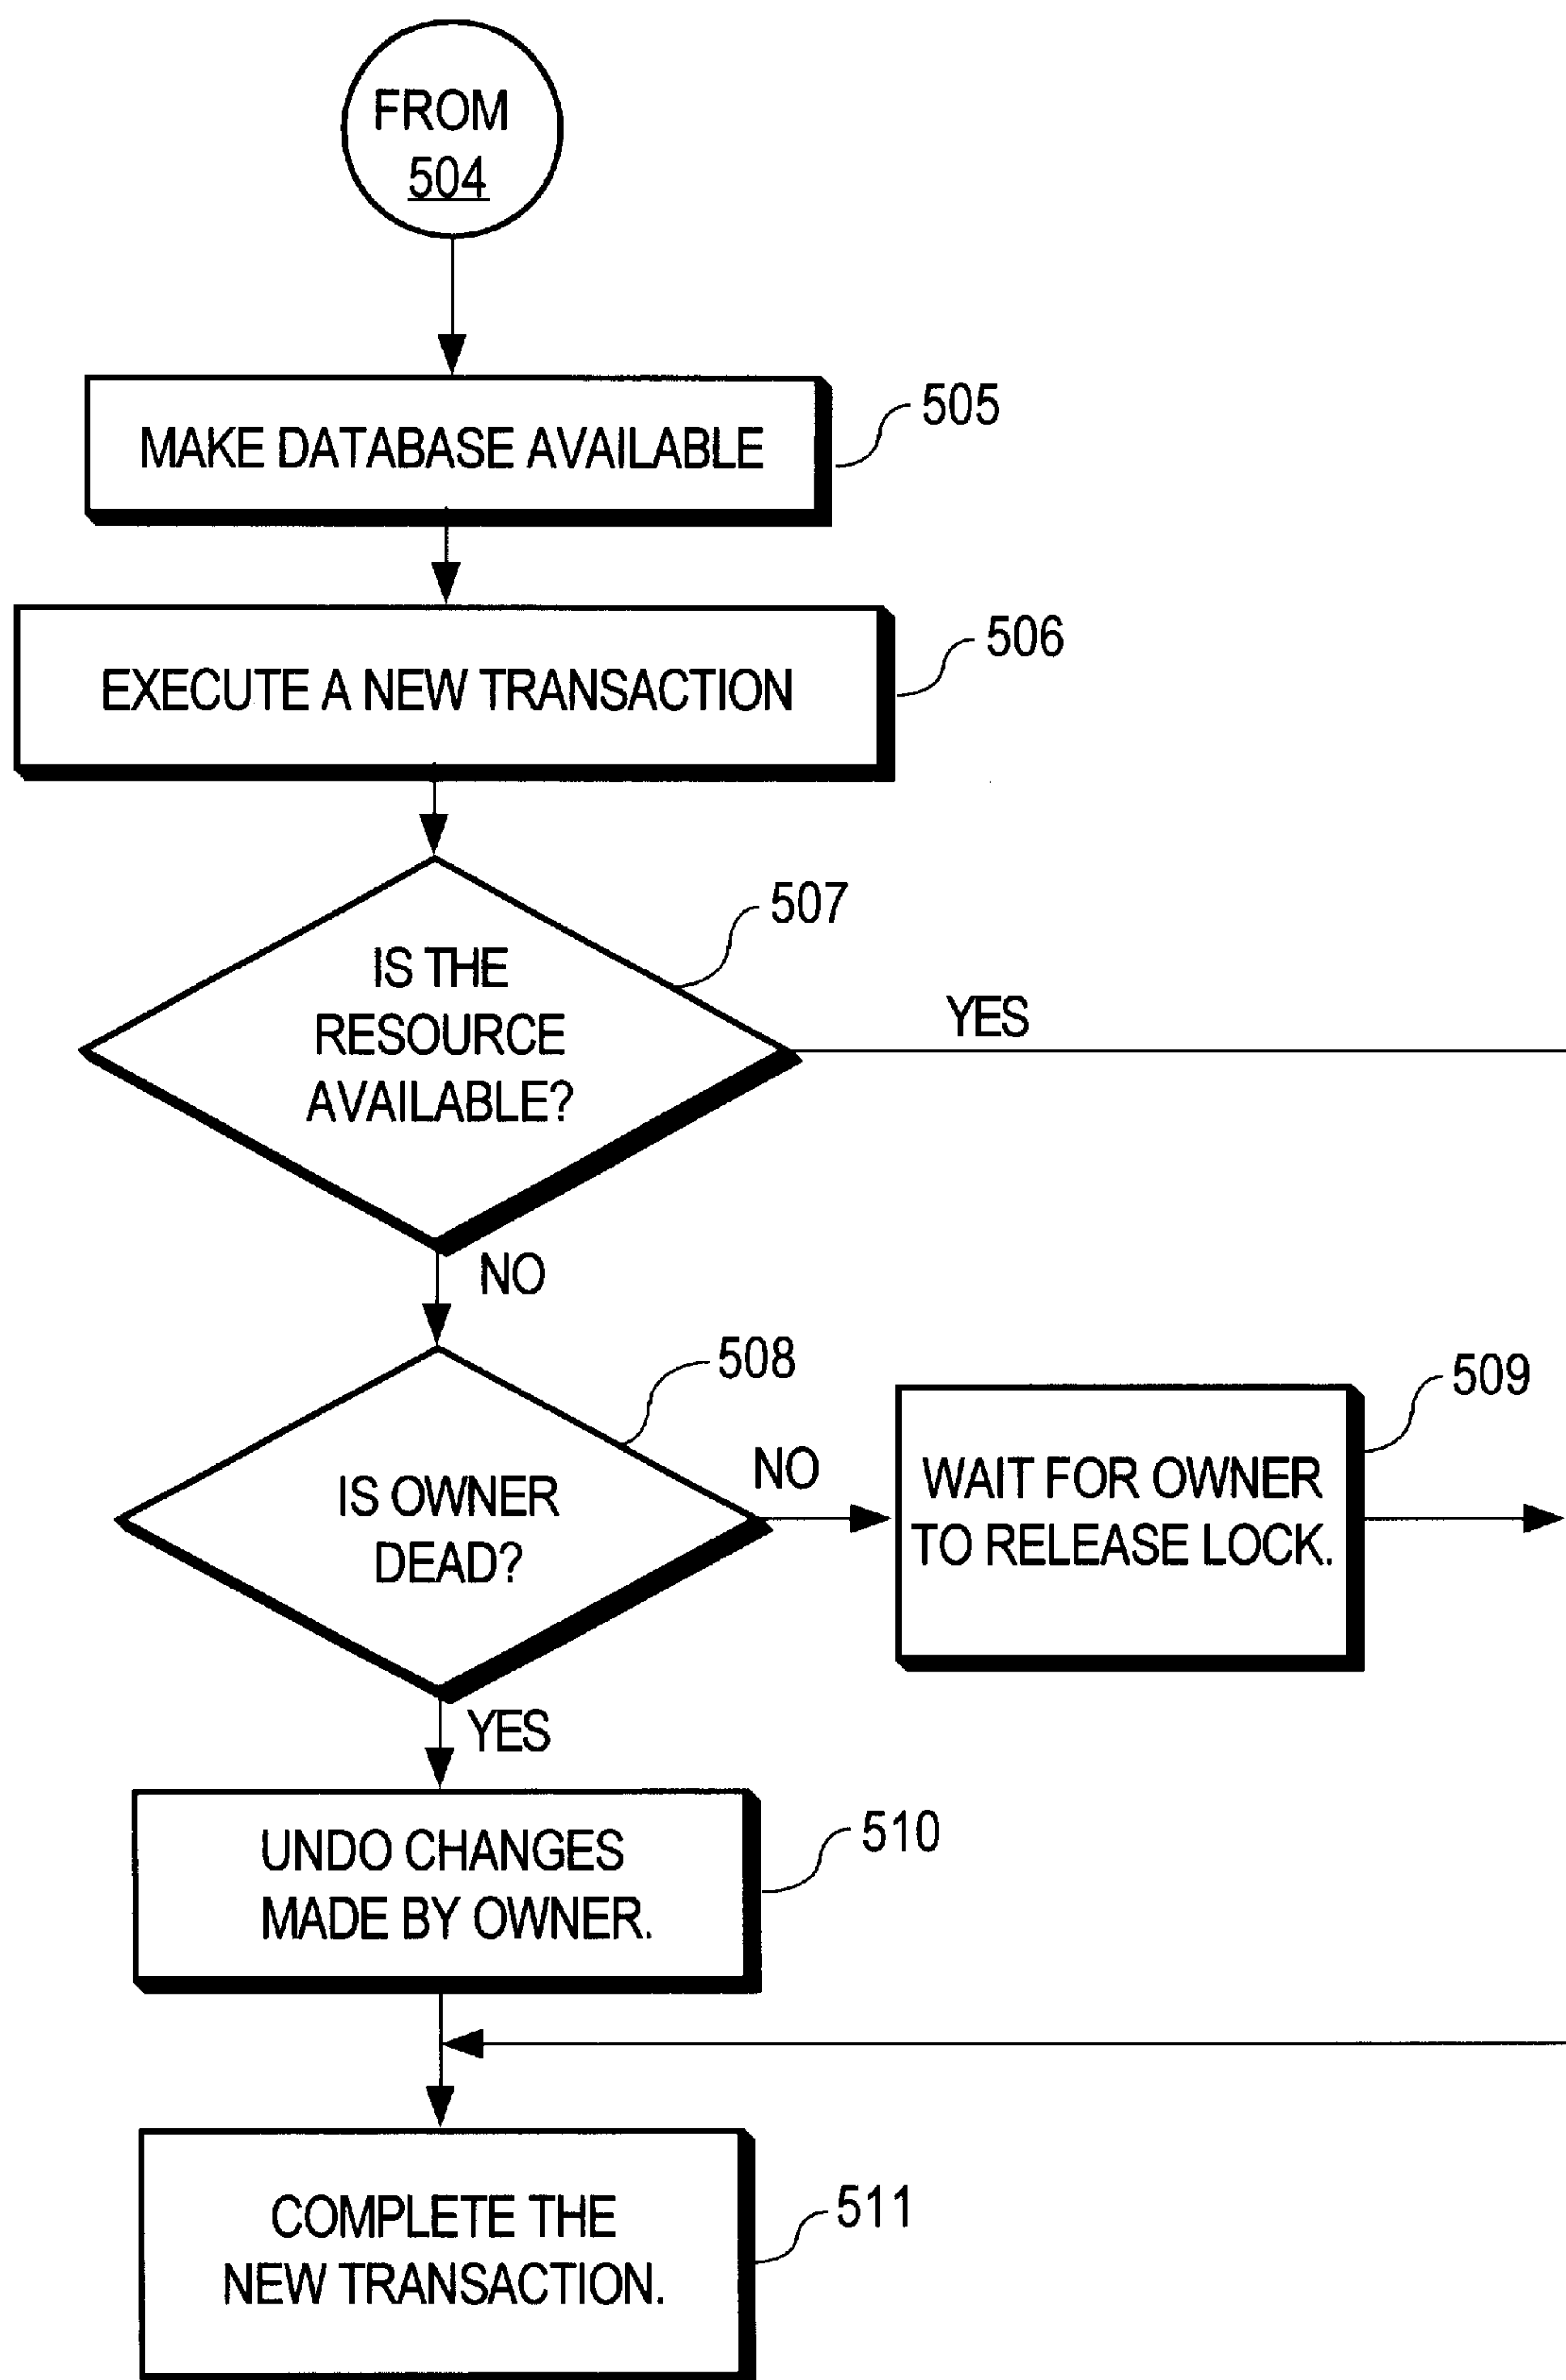 FROM
504
MAKE DATABASE AVAILABLE
505
EXECUTE A NEW TRANSACTION
506
507
IS THE
RESOURCE
AVAILABLE?
YES
NO
508
IS OWNER
DEAD?
NO
509
WAIT FOR OWNER
TO RELEASE LOCK.
YES
UNDO CHANGES
MADE BY OWNER.
510
COMPLETE THE
NEW TRANSACTION.
511